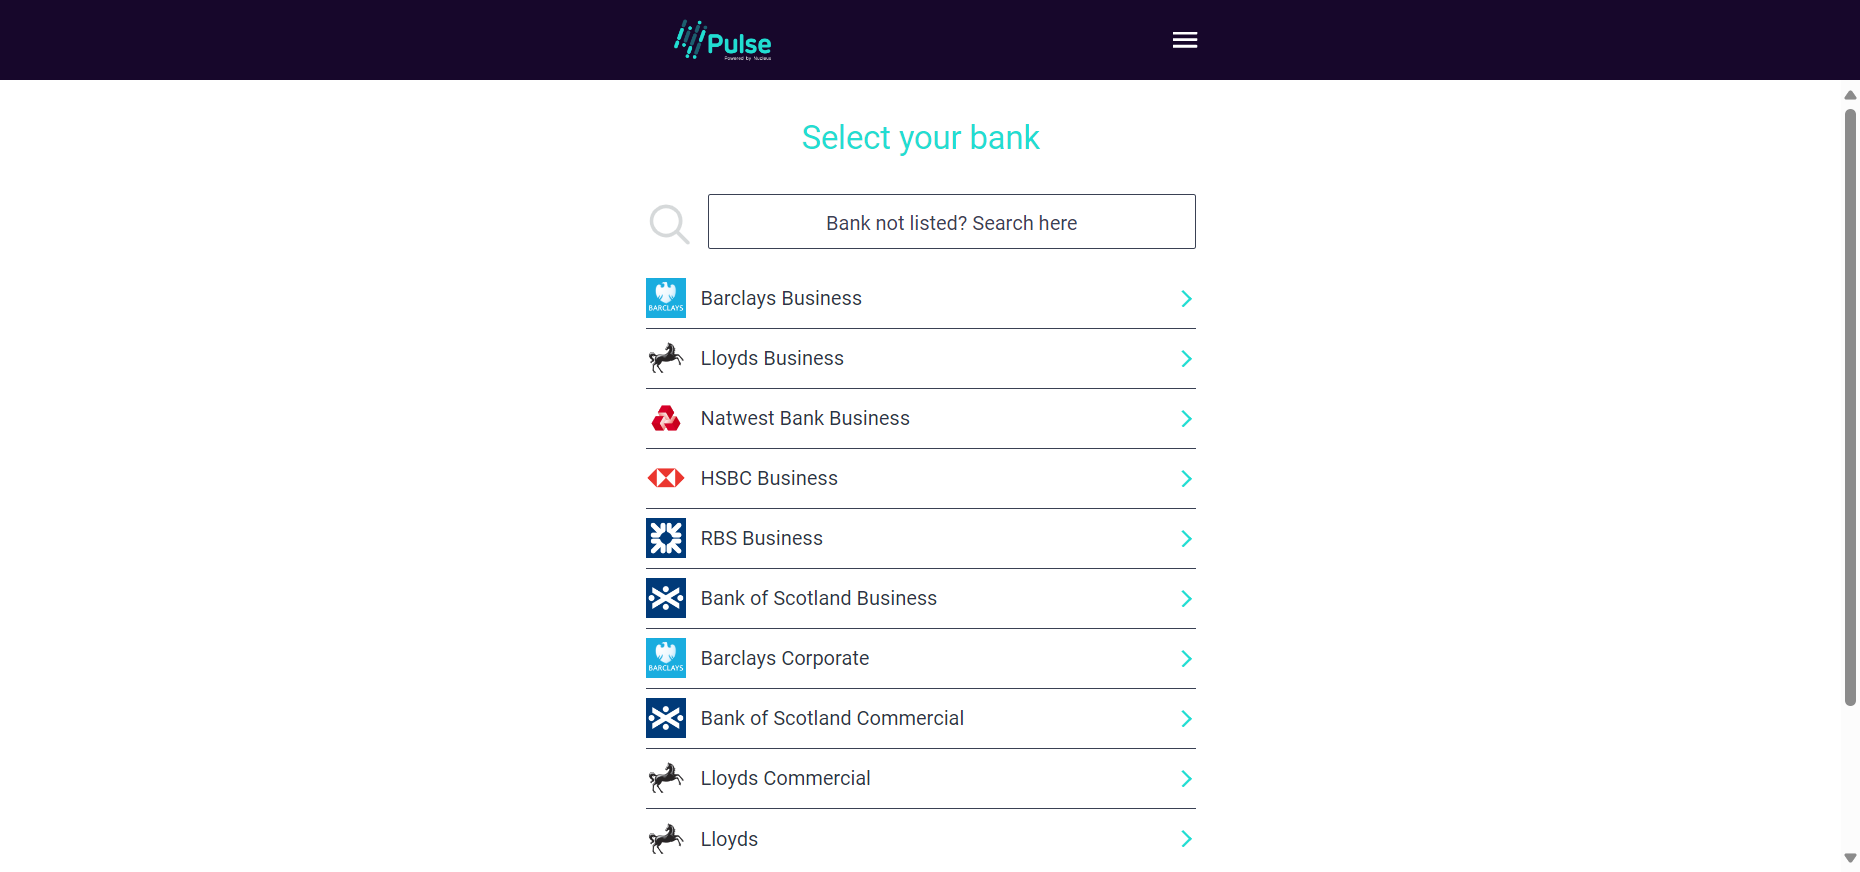 Pulse
Powered by Nucleus
Select your bank
Bank not listed? Search here
BARCLAYS
Barclays Business
Lloyds Business
Natwest Bank Business
HSBC Business
RBS Business
Bank of Scotland Business
BARCLAYS
Barclays Corporate
Bank of Scotland Commercial
Lloyds Commercial
Lloyds